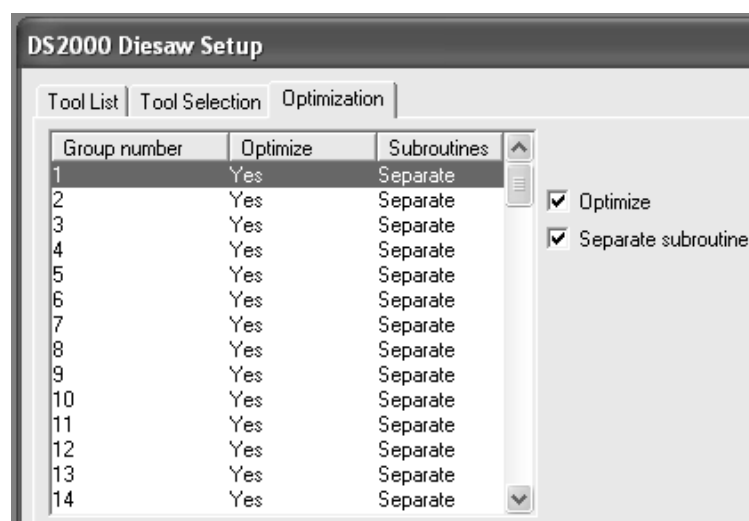 DS2000 Diesaw Setup
Tool List Tool Selection Optimization
Group number Optimize Subroutines
1 Yes Separate
2 Yes Separate
3 Yes Separate
4 Yes Separate
5 Yes Separate
6 Yes Separate
7 Yes Separate
8 Yes Separate
9 Yes Separate
10 Yes Separate
11 Yes Separate
12 Yes Separate
13 Yes Separate
14 Yes Separate
Optimize
Separate subroutine